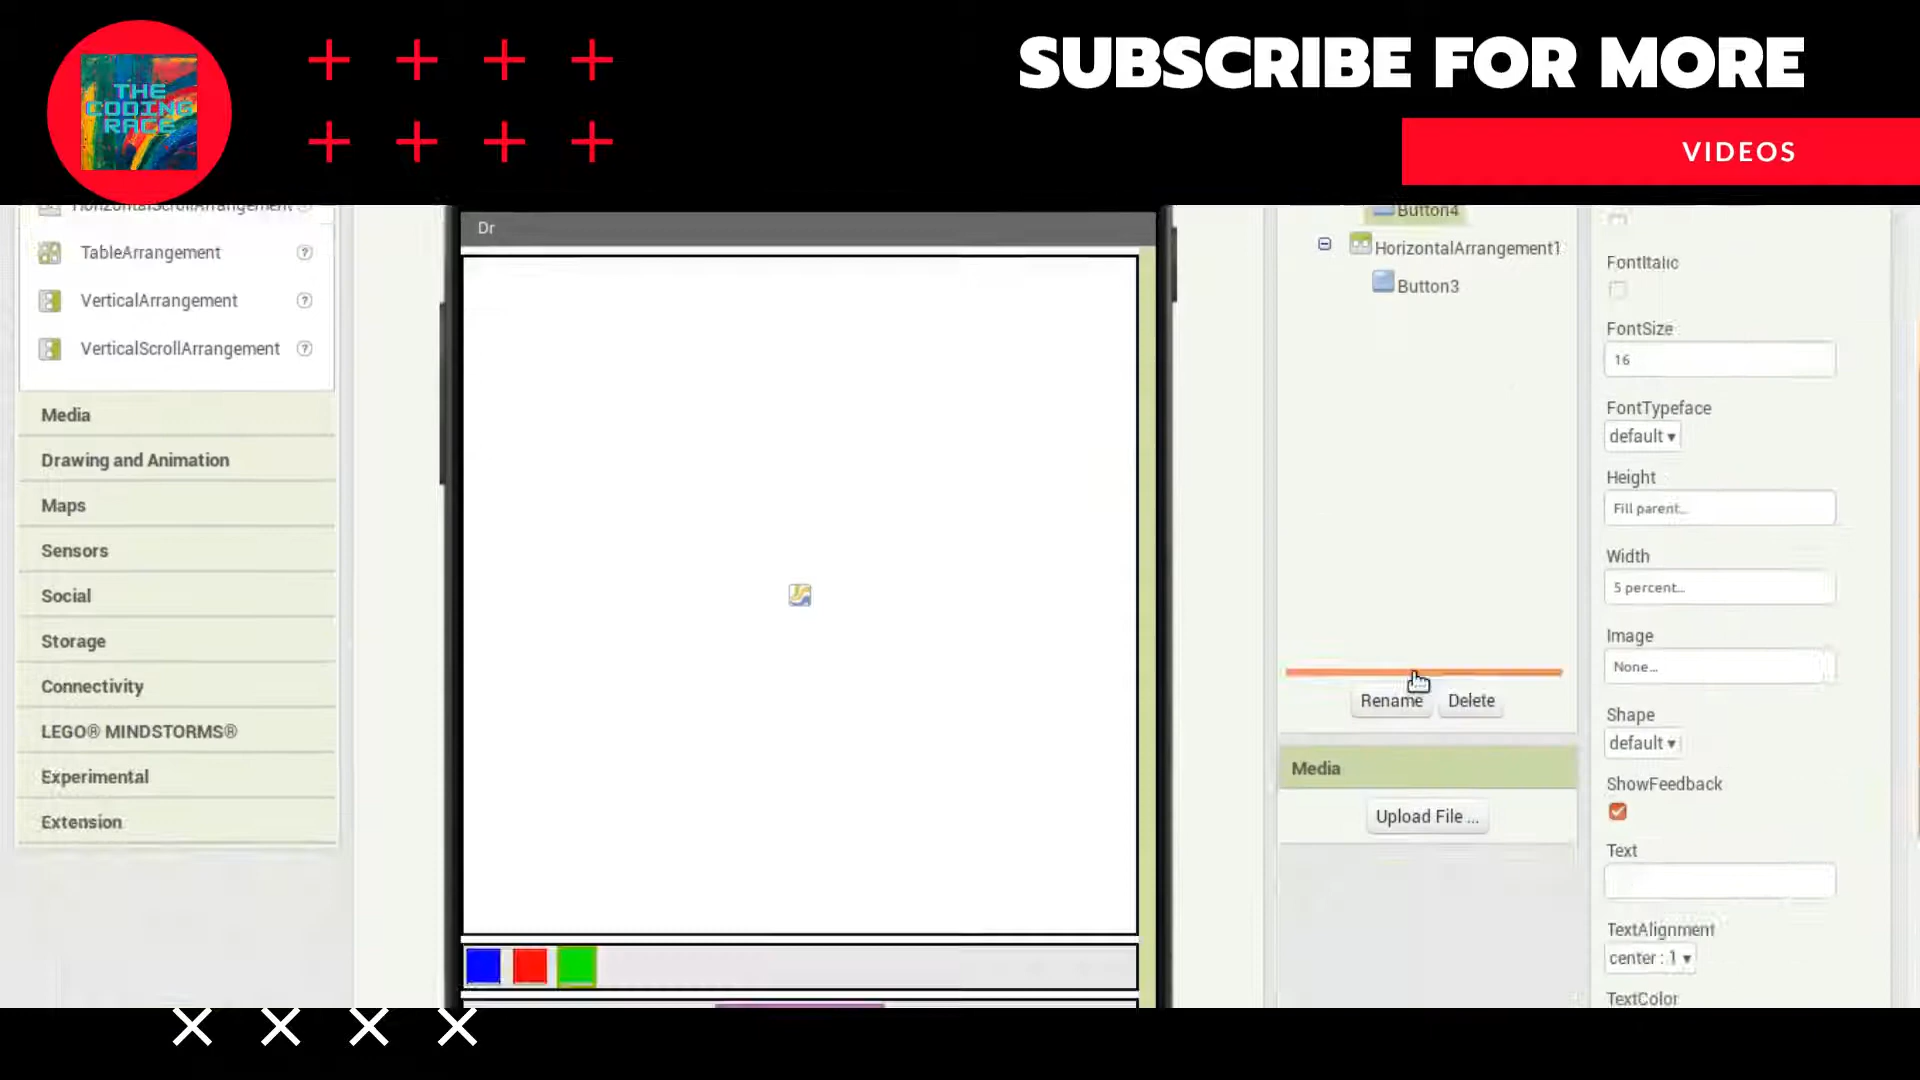 THE
CODING
RACE
SUBSCRIBE FOR MORE
VIDEOS
HorizontalScrollArrangement
TableArrangement
VerticalArrangement
VerticalScrollArrangement
Media
Drawing and Animation
Maps
Sensors
Social
Storage
Connectivity
LEGO® MINDSTORMS®
Experimental
Extension
Dr
Button4
HorizontalArrangement1
Button3
Rename
Delete
Media
Upload File ...
FontItalic
FontSize
16
FontTypeface
default ▾
Height
Fill parent...
Width
5 percent...
Image
None...
Shape
default ▾
ShowFeedback
Text
TextAlignment
center : 1 ▾
TextColor